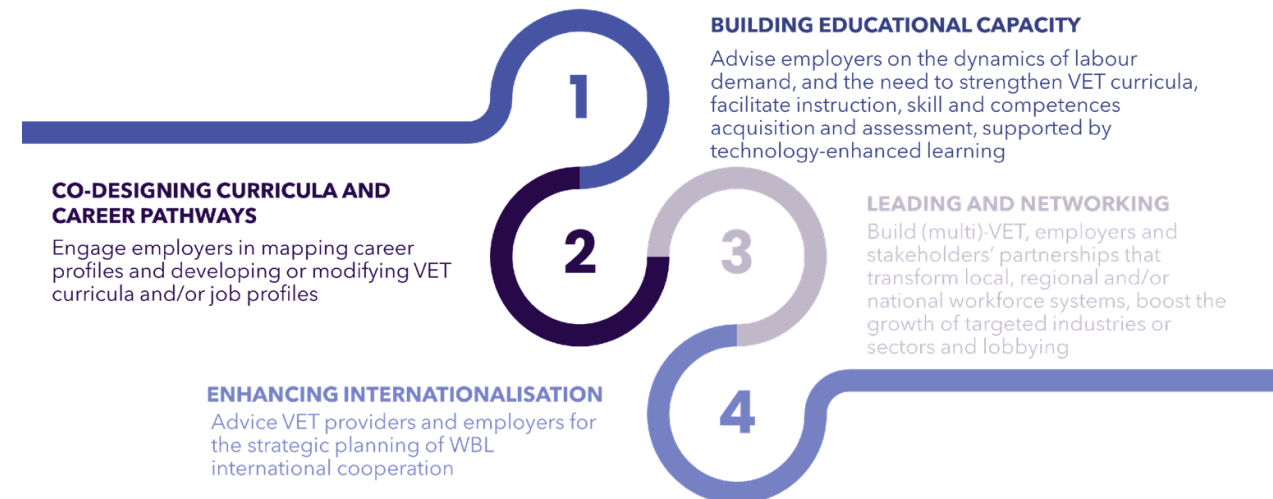 1
BUILDING EDUCATIONAL CAPACITY
Advise employers on the dynamics of labour
demand, and the need to strengthen VET curricula,
facilitate instruction, skill and competences
acquisition and assessment, supported by
technology-enhanced learning
CO-DESIGNING CURRICULA AND
CAREER PATHWAYS
Engage employers in mapping career
profiles and developing or modifying VET
curricula and/or job profiles
2
3
LEADING AND NETWORKING
Build (multi)-VET, employers and
stakeholders’ partnerships that
transform local, regional and/or
national workforce systems, boost the
growth of targeted industries or
sectors and lobbying
ENHANCING INTERNATIONALISATION
Advice VET providers and employers for
the strategic planning of WBL
international cooperation
4